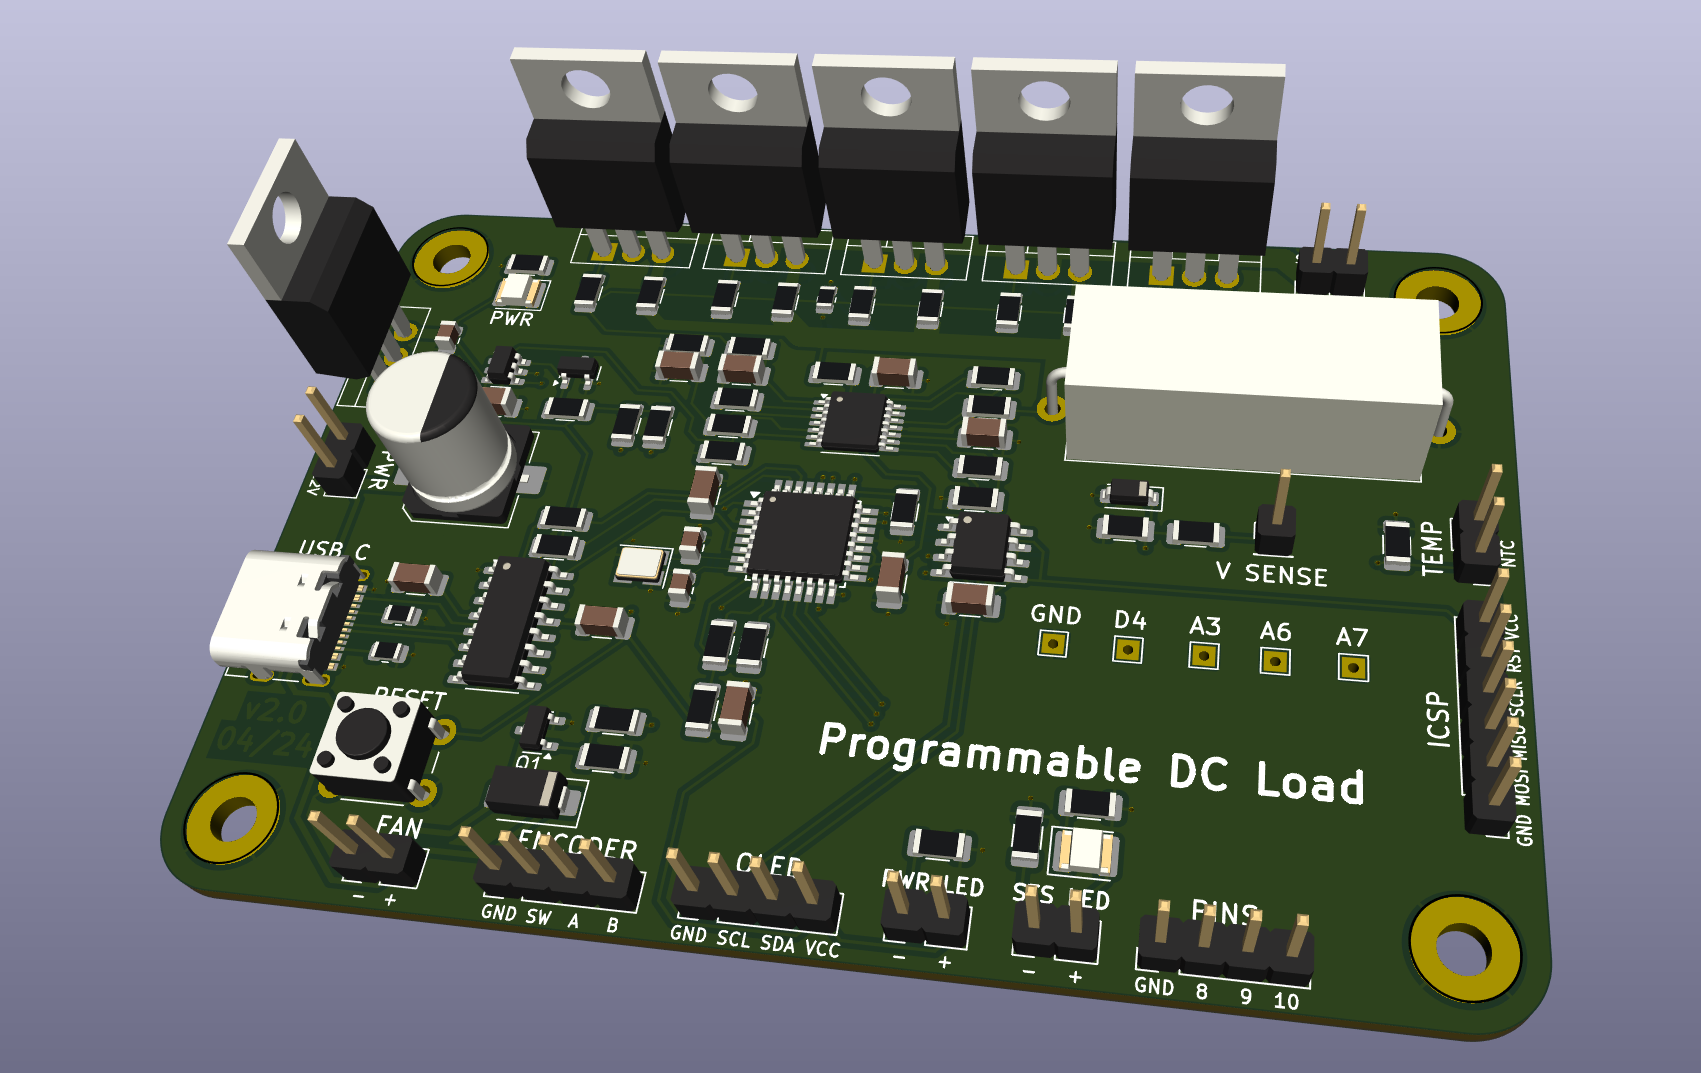 PWR
PWR
USB C
V SENSE
TEMP
NTC
GND D4 A3 A6 A7
RESET
v2.0
04/24
Q1
ICSP
GND MOSI MISO SCLK RST VCC
Programmable DC Load
FAN
- +
ENCODER
GND SW A B
OLED
GND SCL SDA VCC
PWR LED
- +
STS LED
- +
PINS
GND 8 9 10